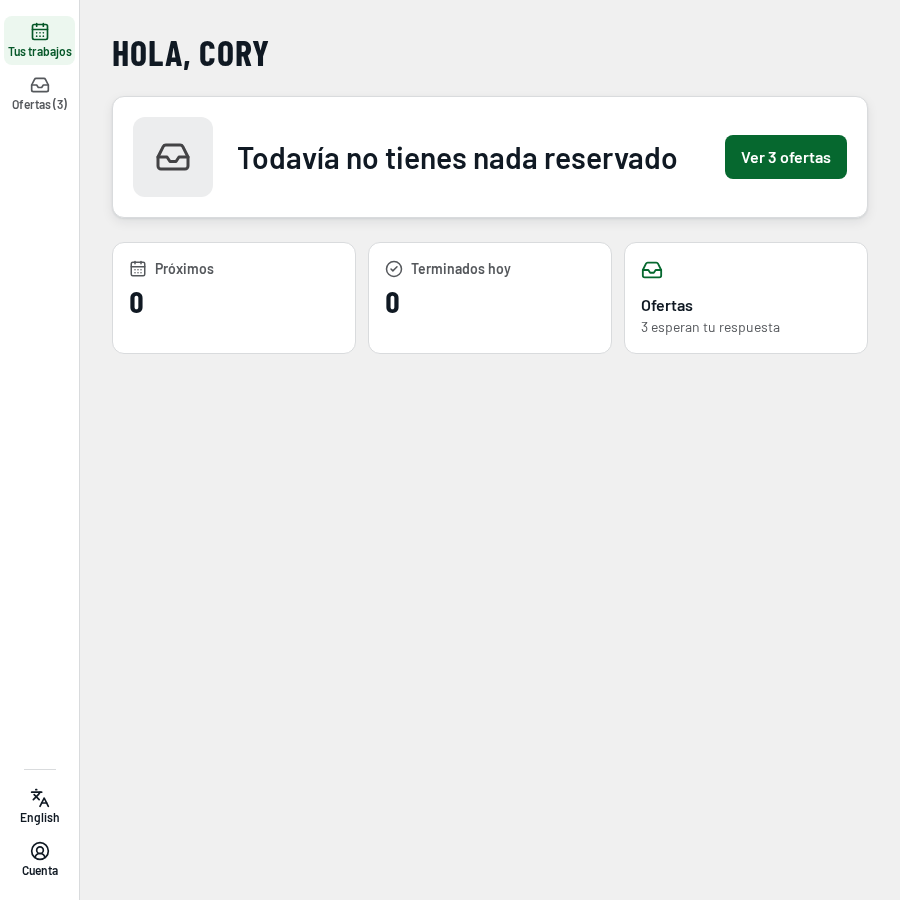 Tus trabajos
Ofertas (3)
HOLA, CORY
Todavía no tienes nada reservado
Ver 3 ofertas
Próximos
0
Terminados hoy
0
Ofertas
3 esperan tu respuesta
English
Cuenta